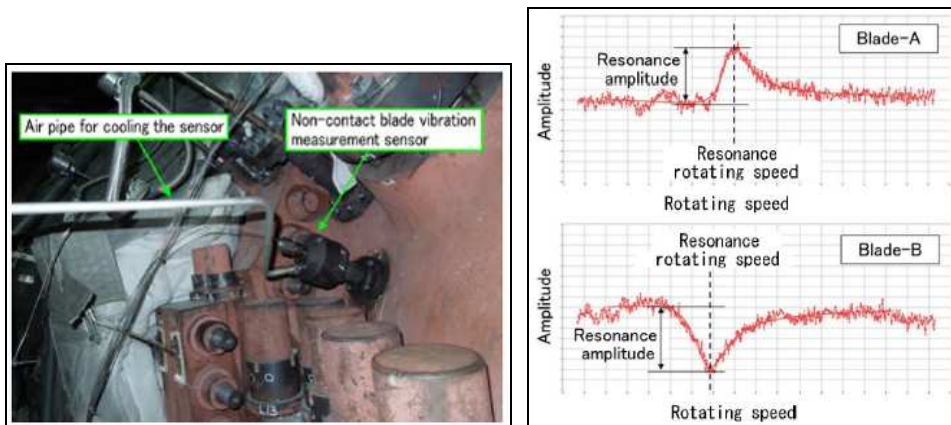 Air pipe for cooling the sensor
Non-contact blade vibration
measurement sensor
Blade-A
Resonance
amplitude
Amplitude
Resonance
rotating speed
Rotating speed
Resonance
rotating speed
Blade-B
Amplitude
Resonance
amplitude
Rotating speed